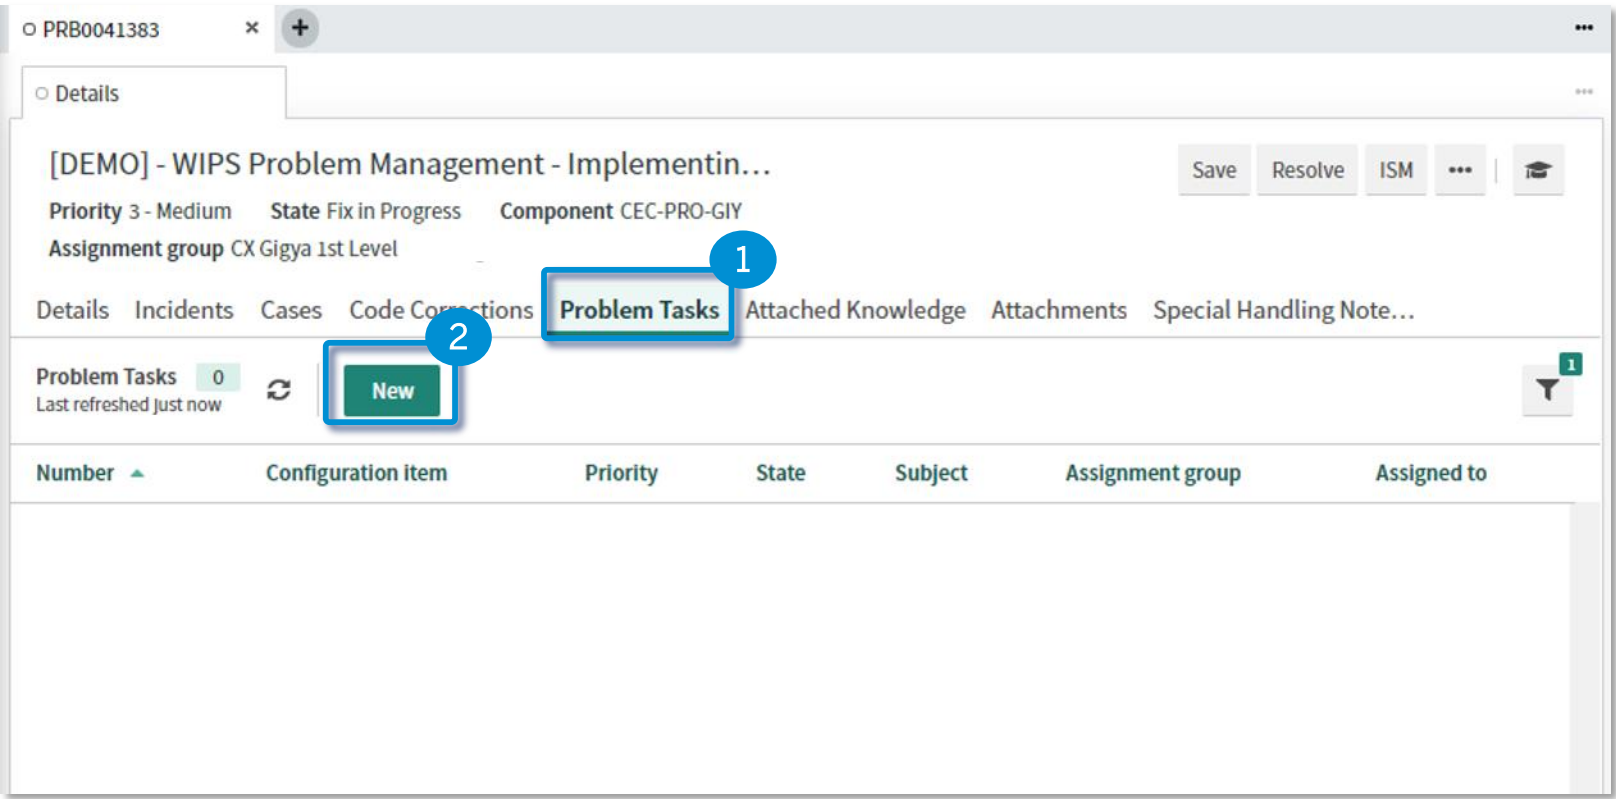 PRB0041383
Details
[DEMO] - WIPS Problem Management - Implementin...
Save Resolve ISM
Priority 3 - Medium State Fix in Progress Component CEC-PRO-GIY
Assignment group CX Gigya 1st Level
1
Details Incidents Cases Code Corrections Problem Tasks Attached Knowledge Attachments Special Handling Note...
2
Problem Tasks 0
Last refreshed Just now
New
1
Number Configuration item Priority State Subject Assignment group Assigned to